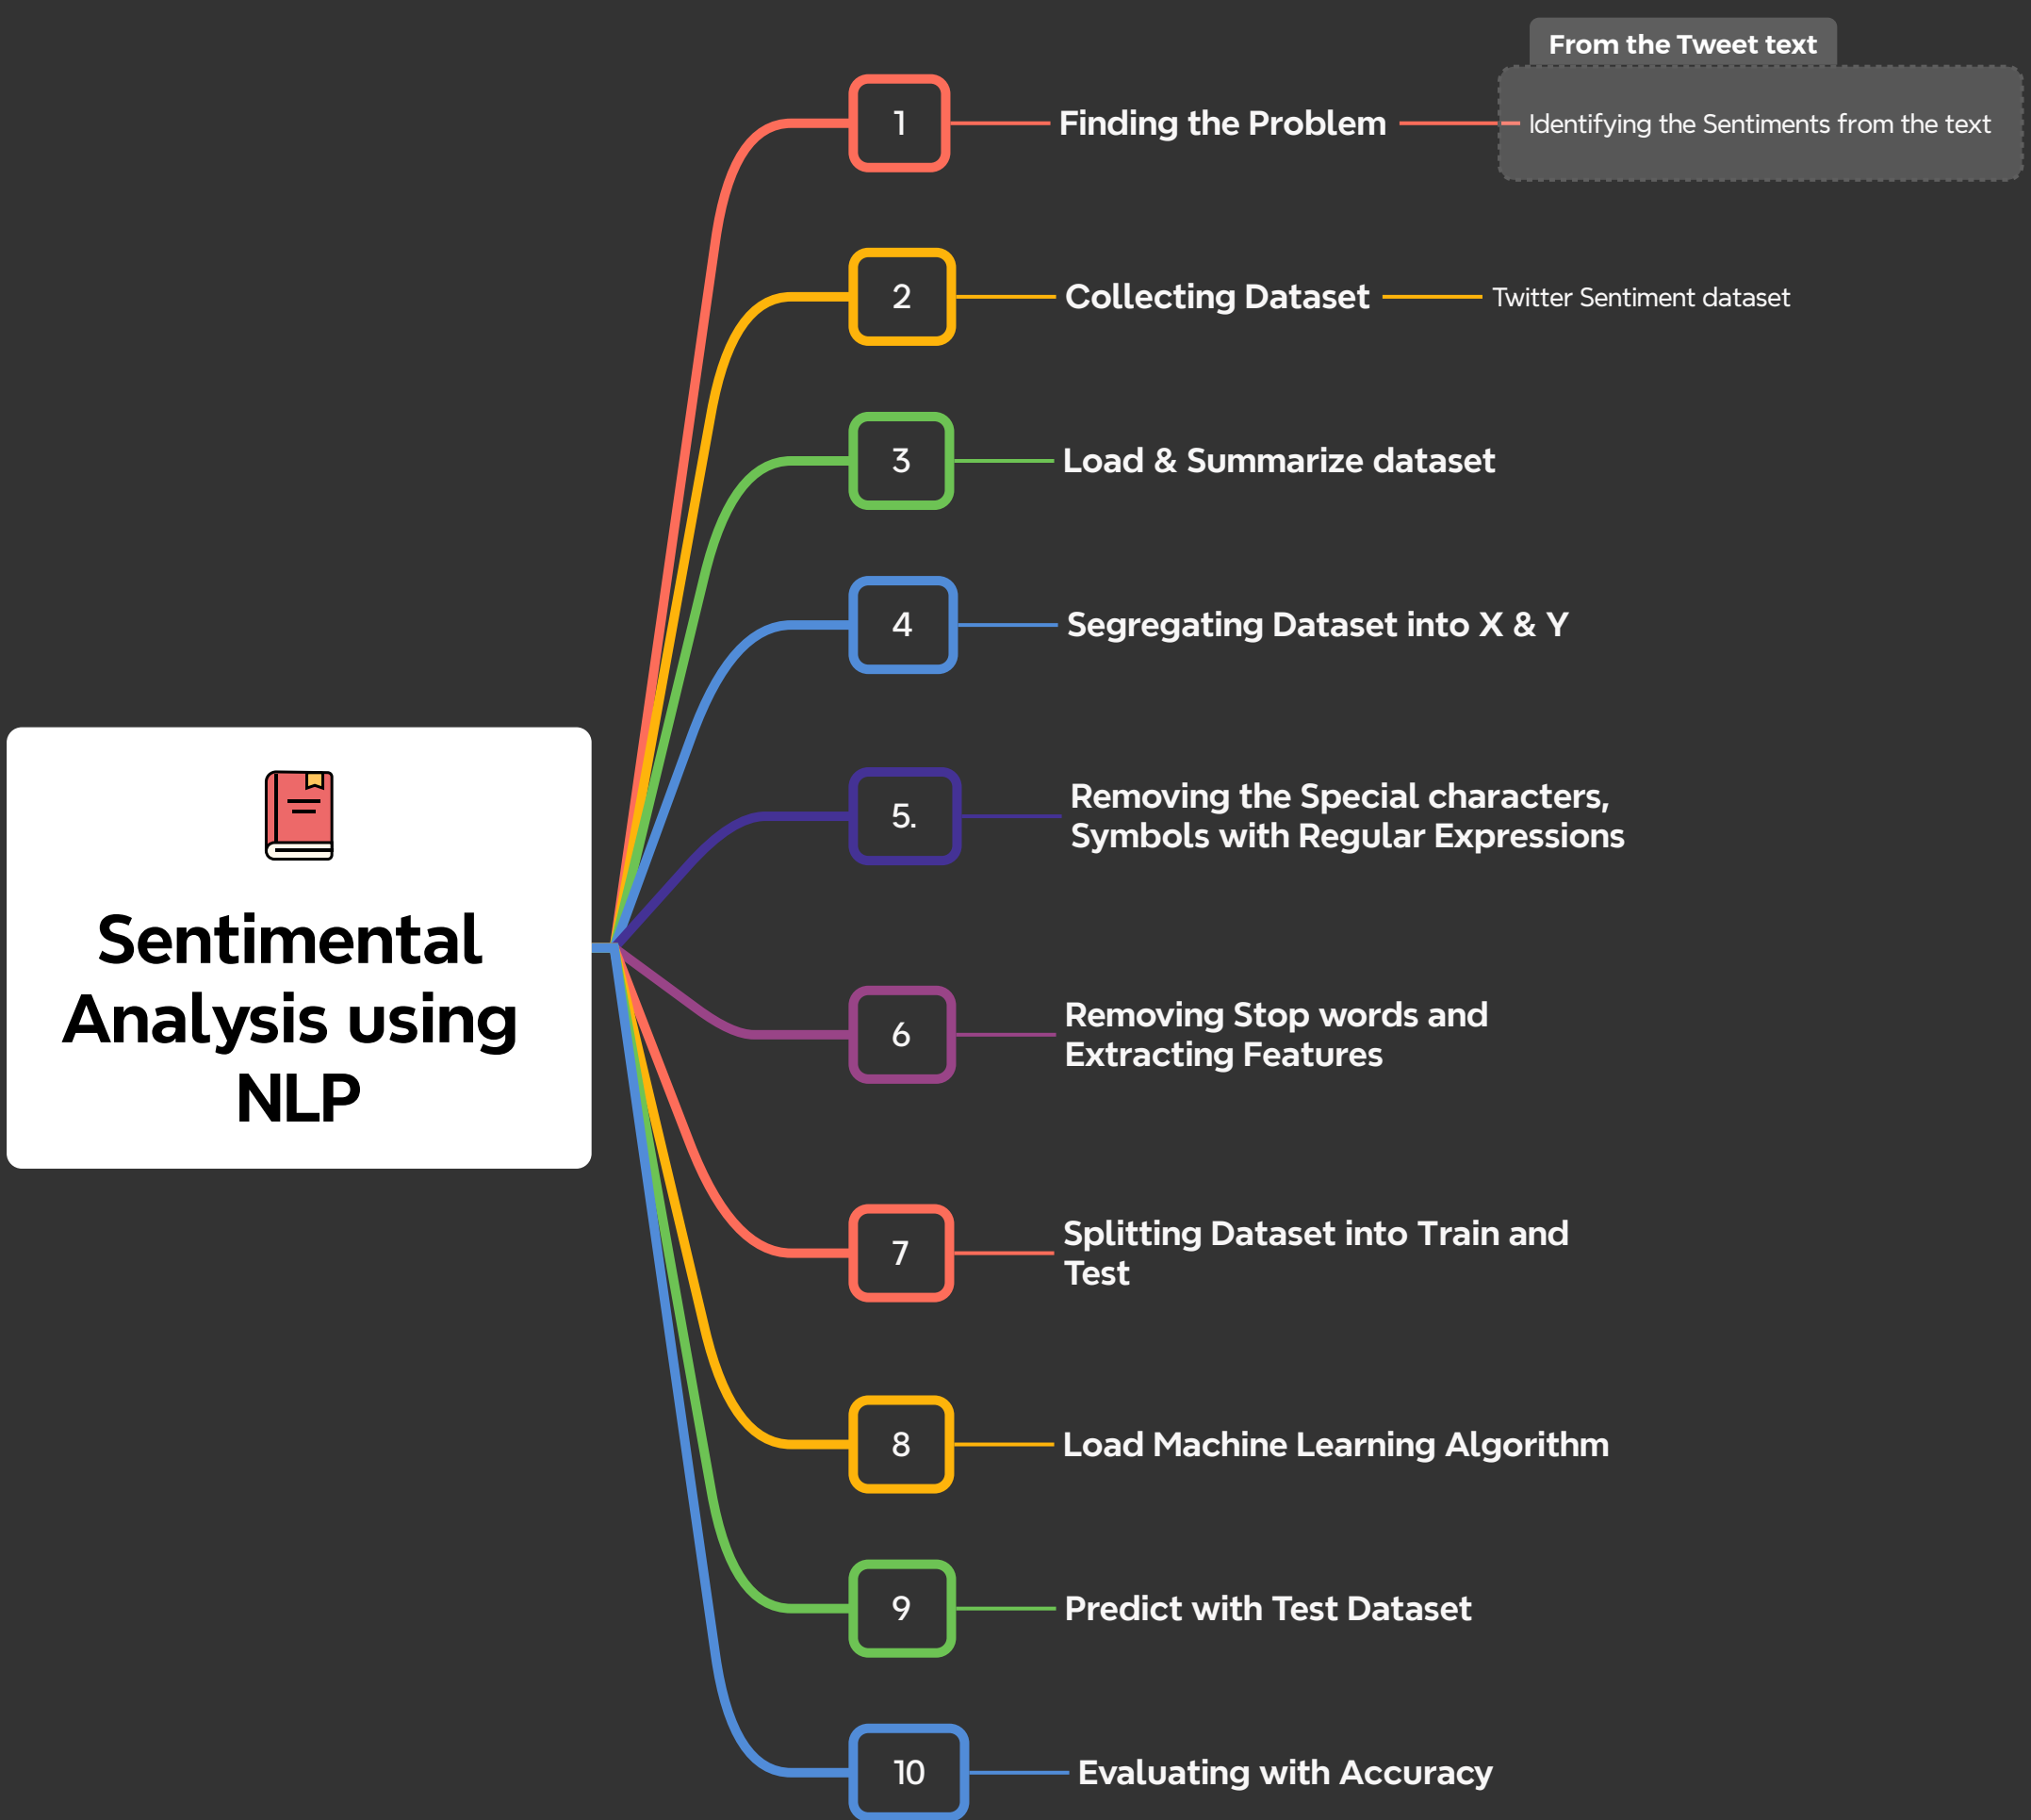 From the Tweet text
1
Finding the Problem
Identifying the Sentiments from the text
2
Collecting Dataset
Twitter Sentiment dataset
3
Load & Summarize dataset
4
Segregating Dataset into X & Y
5.
Removing the Special characters,
Symbols with Regular Expressions
Sentimental
Analysis using
NLP
6
Removing Stop words and
Extracting Features
7
Splitting Dataset into Train and
Test
8
Load Machine Learning Algorithm
9
Predict with Test Dataset
10
Evaluating with Accuracy